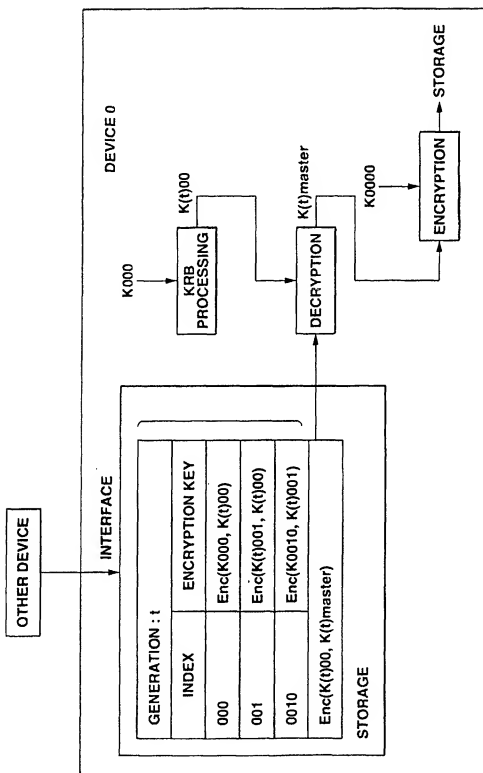 OTHER DEVICE
INTERFACE
DEVICE 0
GENERATION : t
INDEX
ENCRYPTION KEY
000
Enc(K000, K(t)00)
001
Enc(K(t)001, K(t)00)
0010
Enc(K0010, K(t)001)
Enc(K(t)00, K(t)master)
STORAGE
K000
KRB
PROCESSING
K(t)00
DECRYPTION
K(t)master
K0000
ENCRYPTION
STORAGE